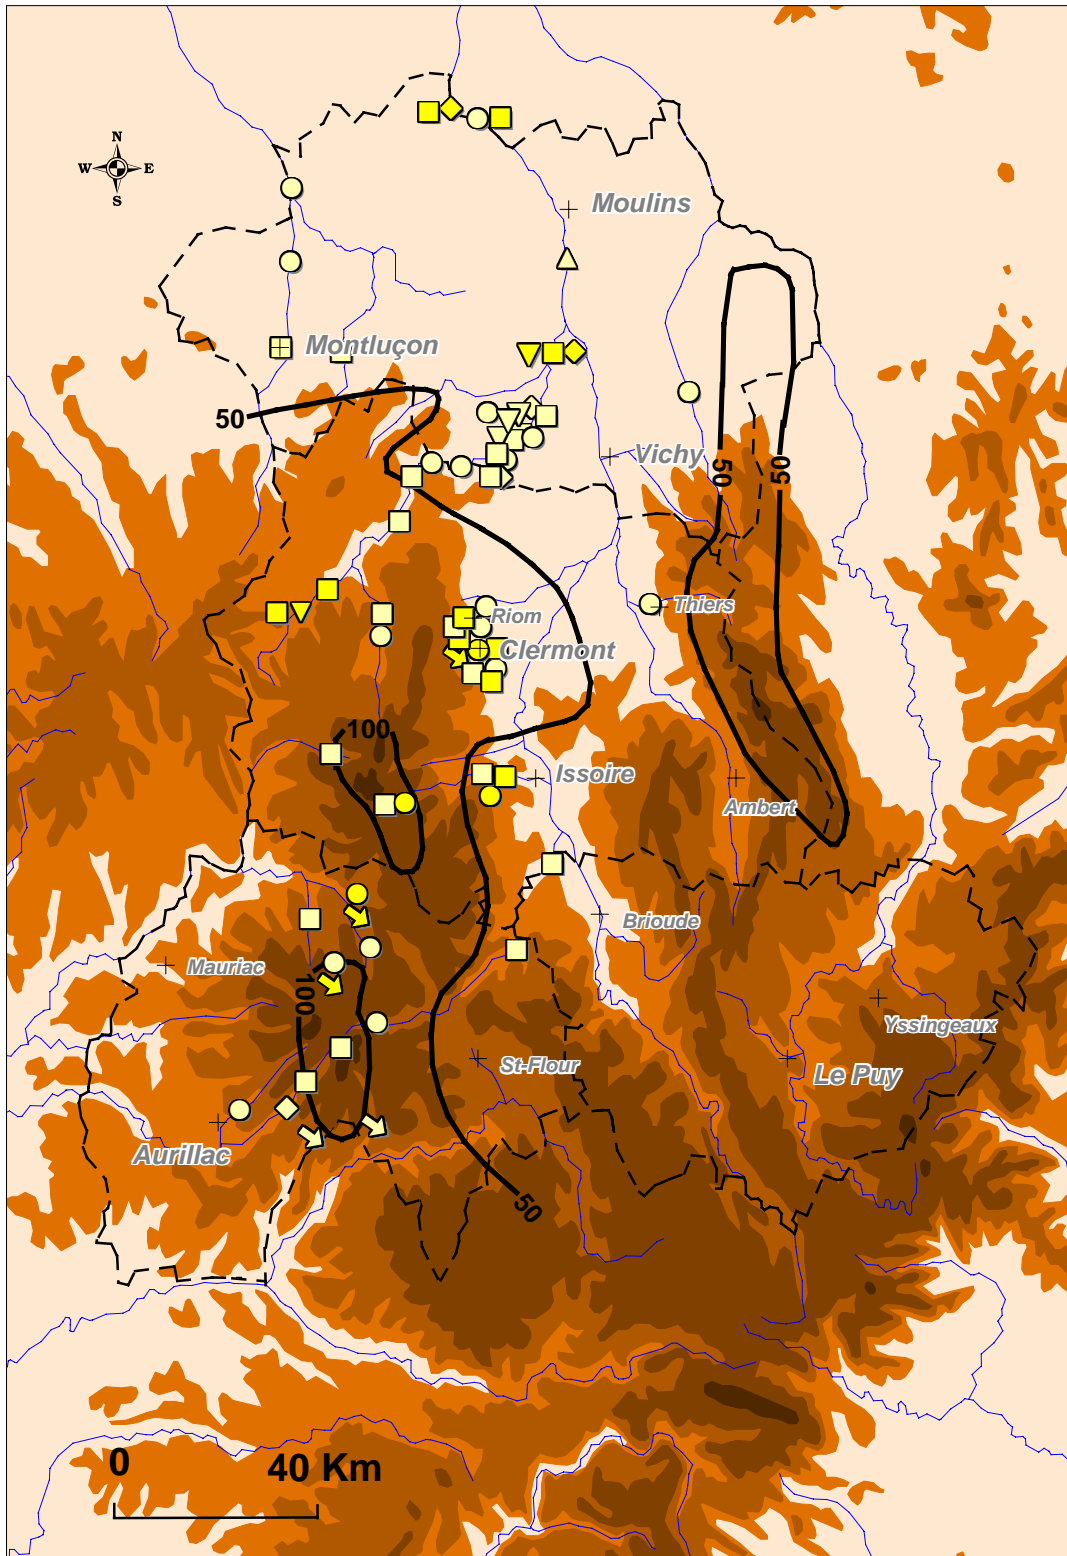 N
W E
S
Moulins
Montluçon
50
Vichy
50
50
Thiers
Riom
Clermont
100
Issoire
Ambert
Brioude
Mauriac
100
Yssingeaux
St-Flour
Le Puy
Aurillac
50
0 40 Km